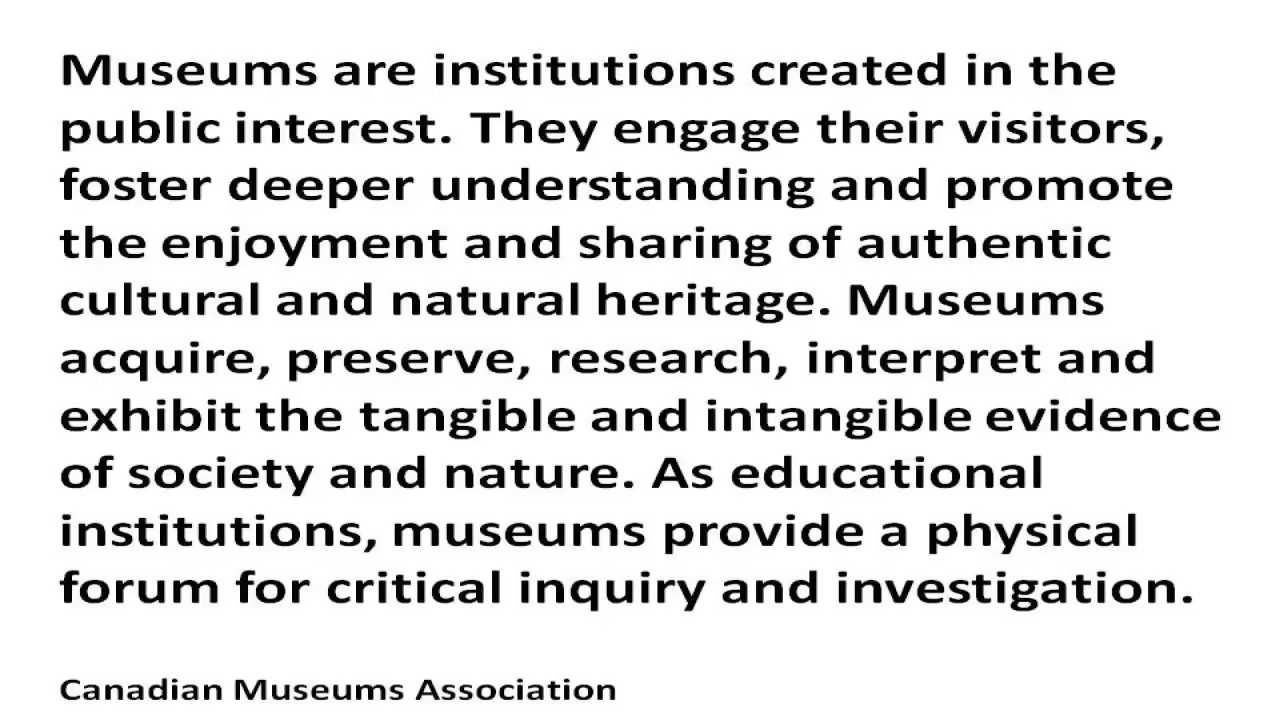 Museums are institutions created in the
public interest. They engage their visitors,
foster deeper understanding and promote
the enjoyment and sharing of authentic
cultural and natural heritage. Museums
acquire, preserve, research, interpret and
exhibit the tangible and intangible evidence
of society and nature. As educational
institutions, museums provide a physical
forum for critical inquiry and investigation.
Canadian Museums Association